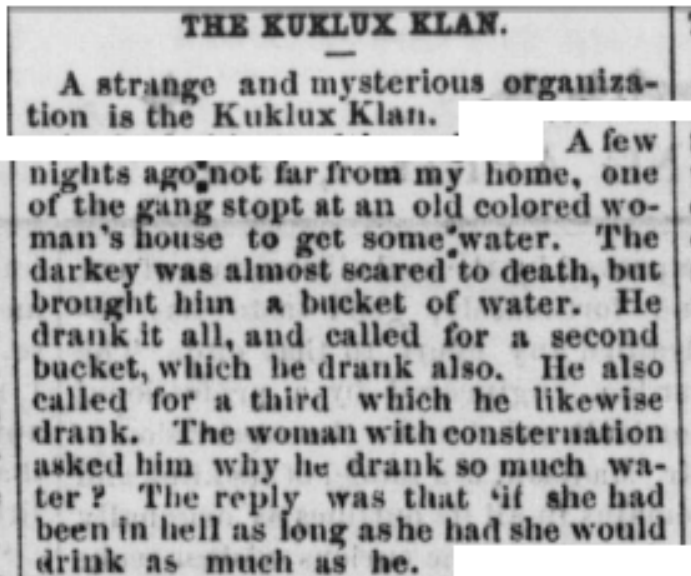 THE KUKLUX KLAN.
A strange and mysterious organiza-
tion is the Kuklux Klan.
A few
nights ago not far from my home, one
of the gang stopt at an old colored wo-
man's house to get some water. The
darkey was almost scared to death, but
brought him a bucket of water. He
drank it all, and called for a second
bucket, which he drank also. He also
called for a third which he likewise
drank. The woman with consternation
asked him why he drank so much wa-
ter? The reply was that 'if she had
been in hell as long as he had she would
drink as much as he.